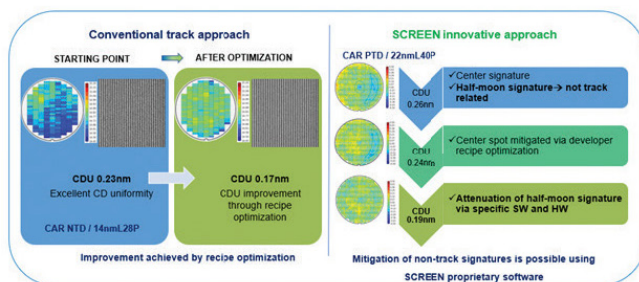 Conventional track approach
STARTING POINT
AFTER OPTIMIZATION
CDU 0.23nm
Excellent CD uniformity
CAR NTD / 14nmL28P
CDU 0.17nm
CDU improvement
through recipe
optimization
Improvement achieved by recipe optimization
SCREEN innovative approach
CAR PTD / 22nmL40P
CDU
0.26nm
✓Center signature
✓Half-moon signature→ not track
related
CDU
0.24nm
✓Center spot mitigated via developer
recipe optimization
CDU
0.19nm
✓Attenuation of half-moon signature
via specific SW and HW
Mitigation of non-track signatures is possible using
SCREEN proprietary software